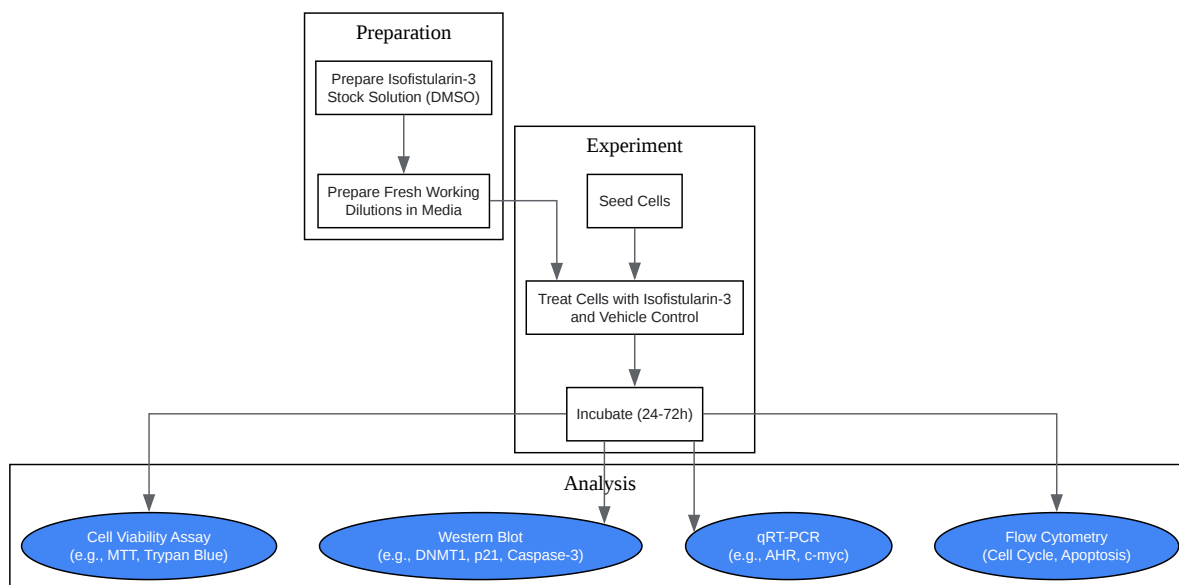 Preparation
Prepare Isofistularin-3
Stock Solution (DMSO)
Prepare Fresh Working
Dilutions in Media
Experiment
Seed Cells
Treat Cells with Isofistularin-3
and Vehicle Control
Incubate (24-72h)
Analysis
Cell Viability Assay
(e.g., MTT, Trypan Blue)
Western Blot
(e.g., DNMT1, p21, Caspase-3)
qRT-PCR
(e.g., AHR, c-myc)
Flow Cytometry
(Cell Cycle, Apoptosis)